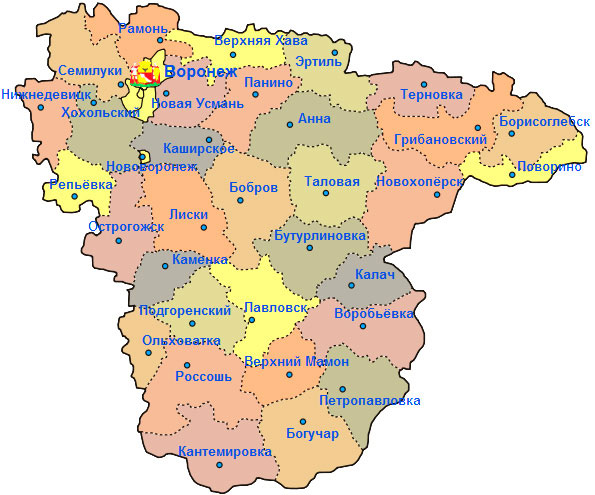 Рамонь
Верхняя Хава
Эртиль
Семилуки
Воронеж
Панино
Терновка
Нижнедевицк
Хохольский
Новая Усмань
Анна
Борисоглебск
Грибановский
Каширское
Нововоронеж
Поворино
Репьёвка
Бобров
Таловая
Новохопёрск
Лиски
Острогожск
Бутурлиновка
Каменка
Калач
Подгоренский
Павловск
Воробьёвка
Ольховатка
Верхний Мамон
Россошь
Петропавловка
Богучар
Кантемировка